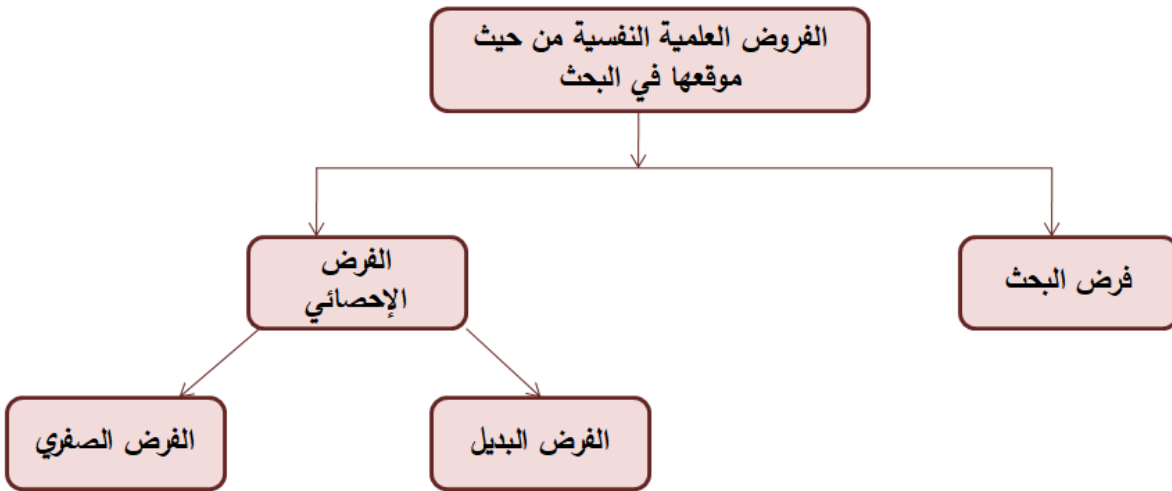 الفروض العلمية النفسية من حيث
موقعها في البحث
فرض البحث
الفرض
الإحصائي
الفرض البديل
الفرض الصفري